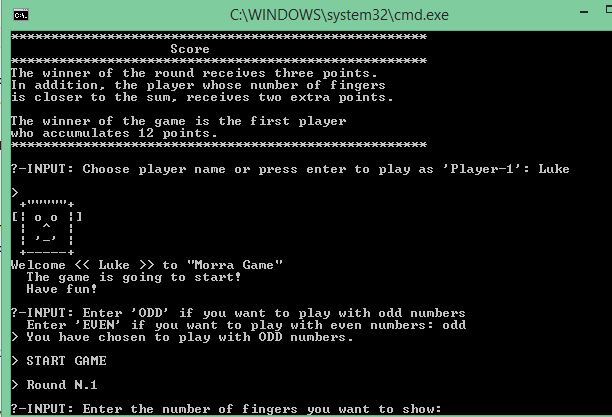 C:\WINDOWS\system32\cmd.exe
****************************************************
Score
****************************************************
The winner of the round receives three points.
In addition, the player whose number of fingers
is closer to the sum, receives two extra points.
The winner of the game is the first player
who accumulates 12 points.
****************************************************
?-INPUT: Choose player name or press enter to play as 'Player-1': Luke
>
+"""""+
[¦ o o ¦]
¦  ^  ¦
¦ '-' ¦
+-----+
Welcome << Luke >> to "Morra Game"
The game is going to start!
Have fun!
?-INPUT: Enter 'ODD' if you want to play with odd numbers
Enter 'EVEN' if you want to play with even numbers: odd
> You have chosen to play with ODD numbers.
> START GAME
> Round N.1
?-INPUT: Enter the number of fingers you want to show: